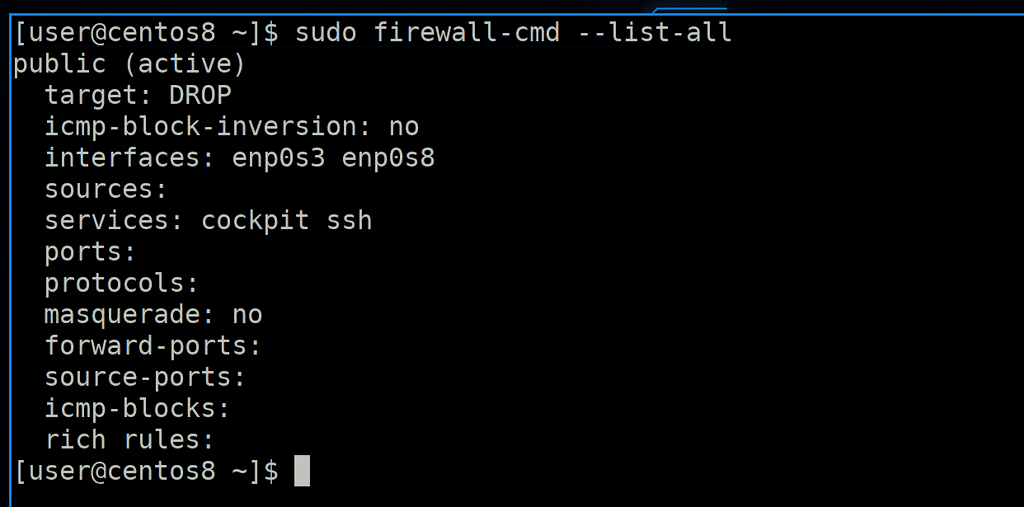 [user@centos8 ~]$ sudo firewall-cmd --list-all
public (active)
  target: DROP
  icmp-block-inversion: no
  interfaces: enp0s3 enp0s8
  sources:
  services: cockpit ssh
  ports:
  protocols:
  masquerade: no
  forward-ports:
  source-ports:
  icmp-blocks:
  rich rules:
[user@centos8 ~]$